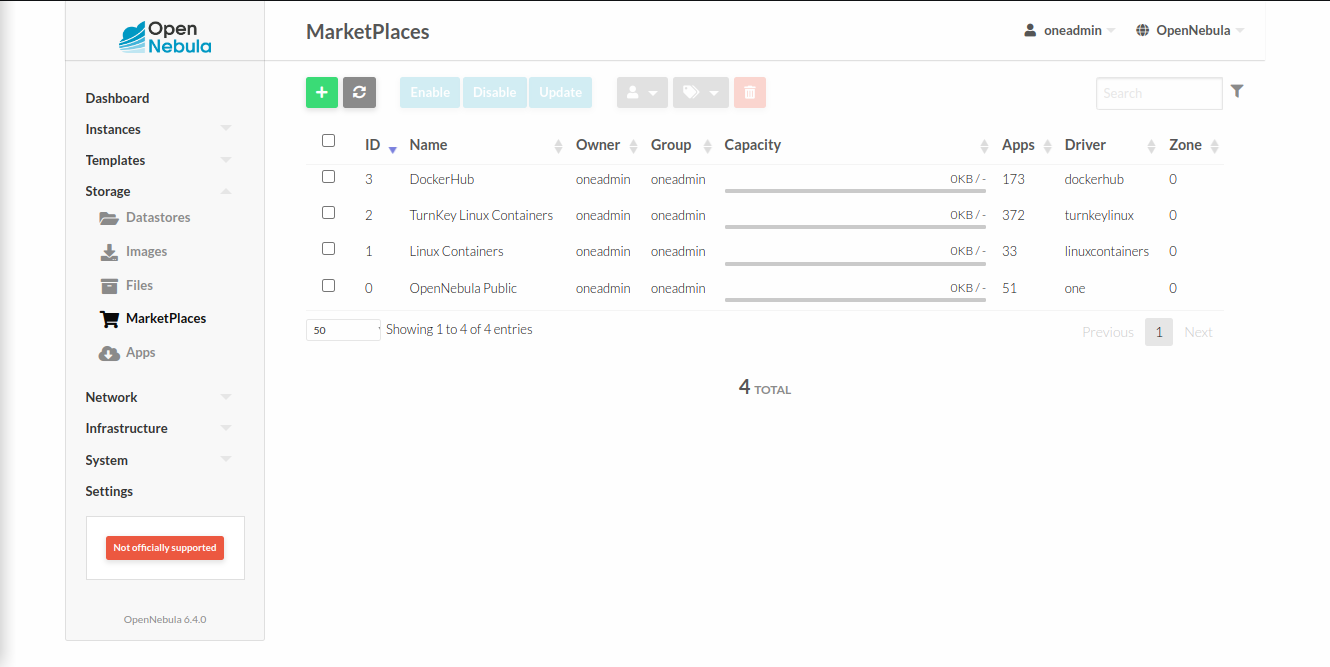 Open
Nebula
MarketPlaces
oneadmin
OpenNebula
Dashboard
Instances
Templates
Storage
Datastores
Images
Files
MarketPlaces
Apps
Network
Infrastructure
System
Settings
Not officially supported
OpenNebula 6.4.0
+
Enable Disable Update
Search
ID Name Owner Group Capacity Apps Driver Zone
3 DockerHub oneadmin oneadmin 0KB / - 173 dockerhub 0
2 TurnKey Linux Containers oneadmin oneadmin 0KB / - 372 turnkeylinux 0
1 Linux Containers oneadmin oneadmin 0KB / - 33 linuxcontainers 0
0 OpenNebula Public oneadmin oneadmin 0KB / - 51 one 0
50 Showing 1 to 4 of 4 entries
Previous 1 Next
4 TOTAL